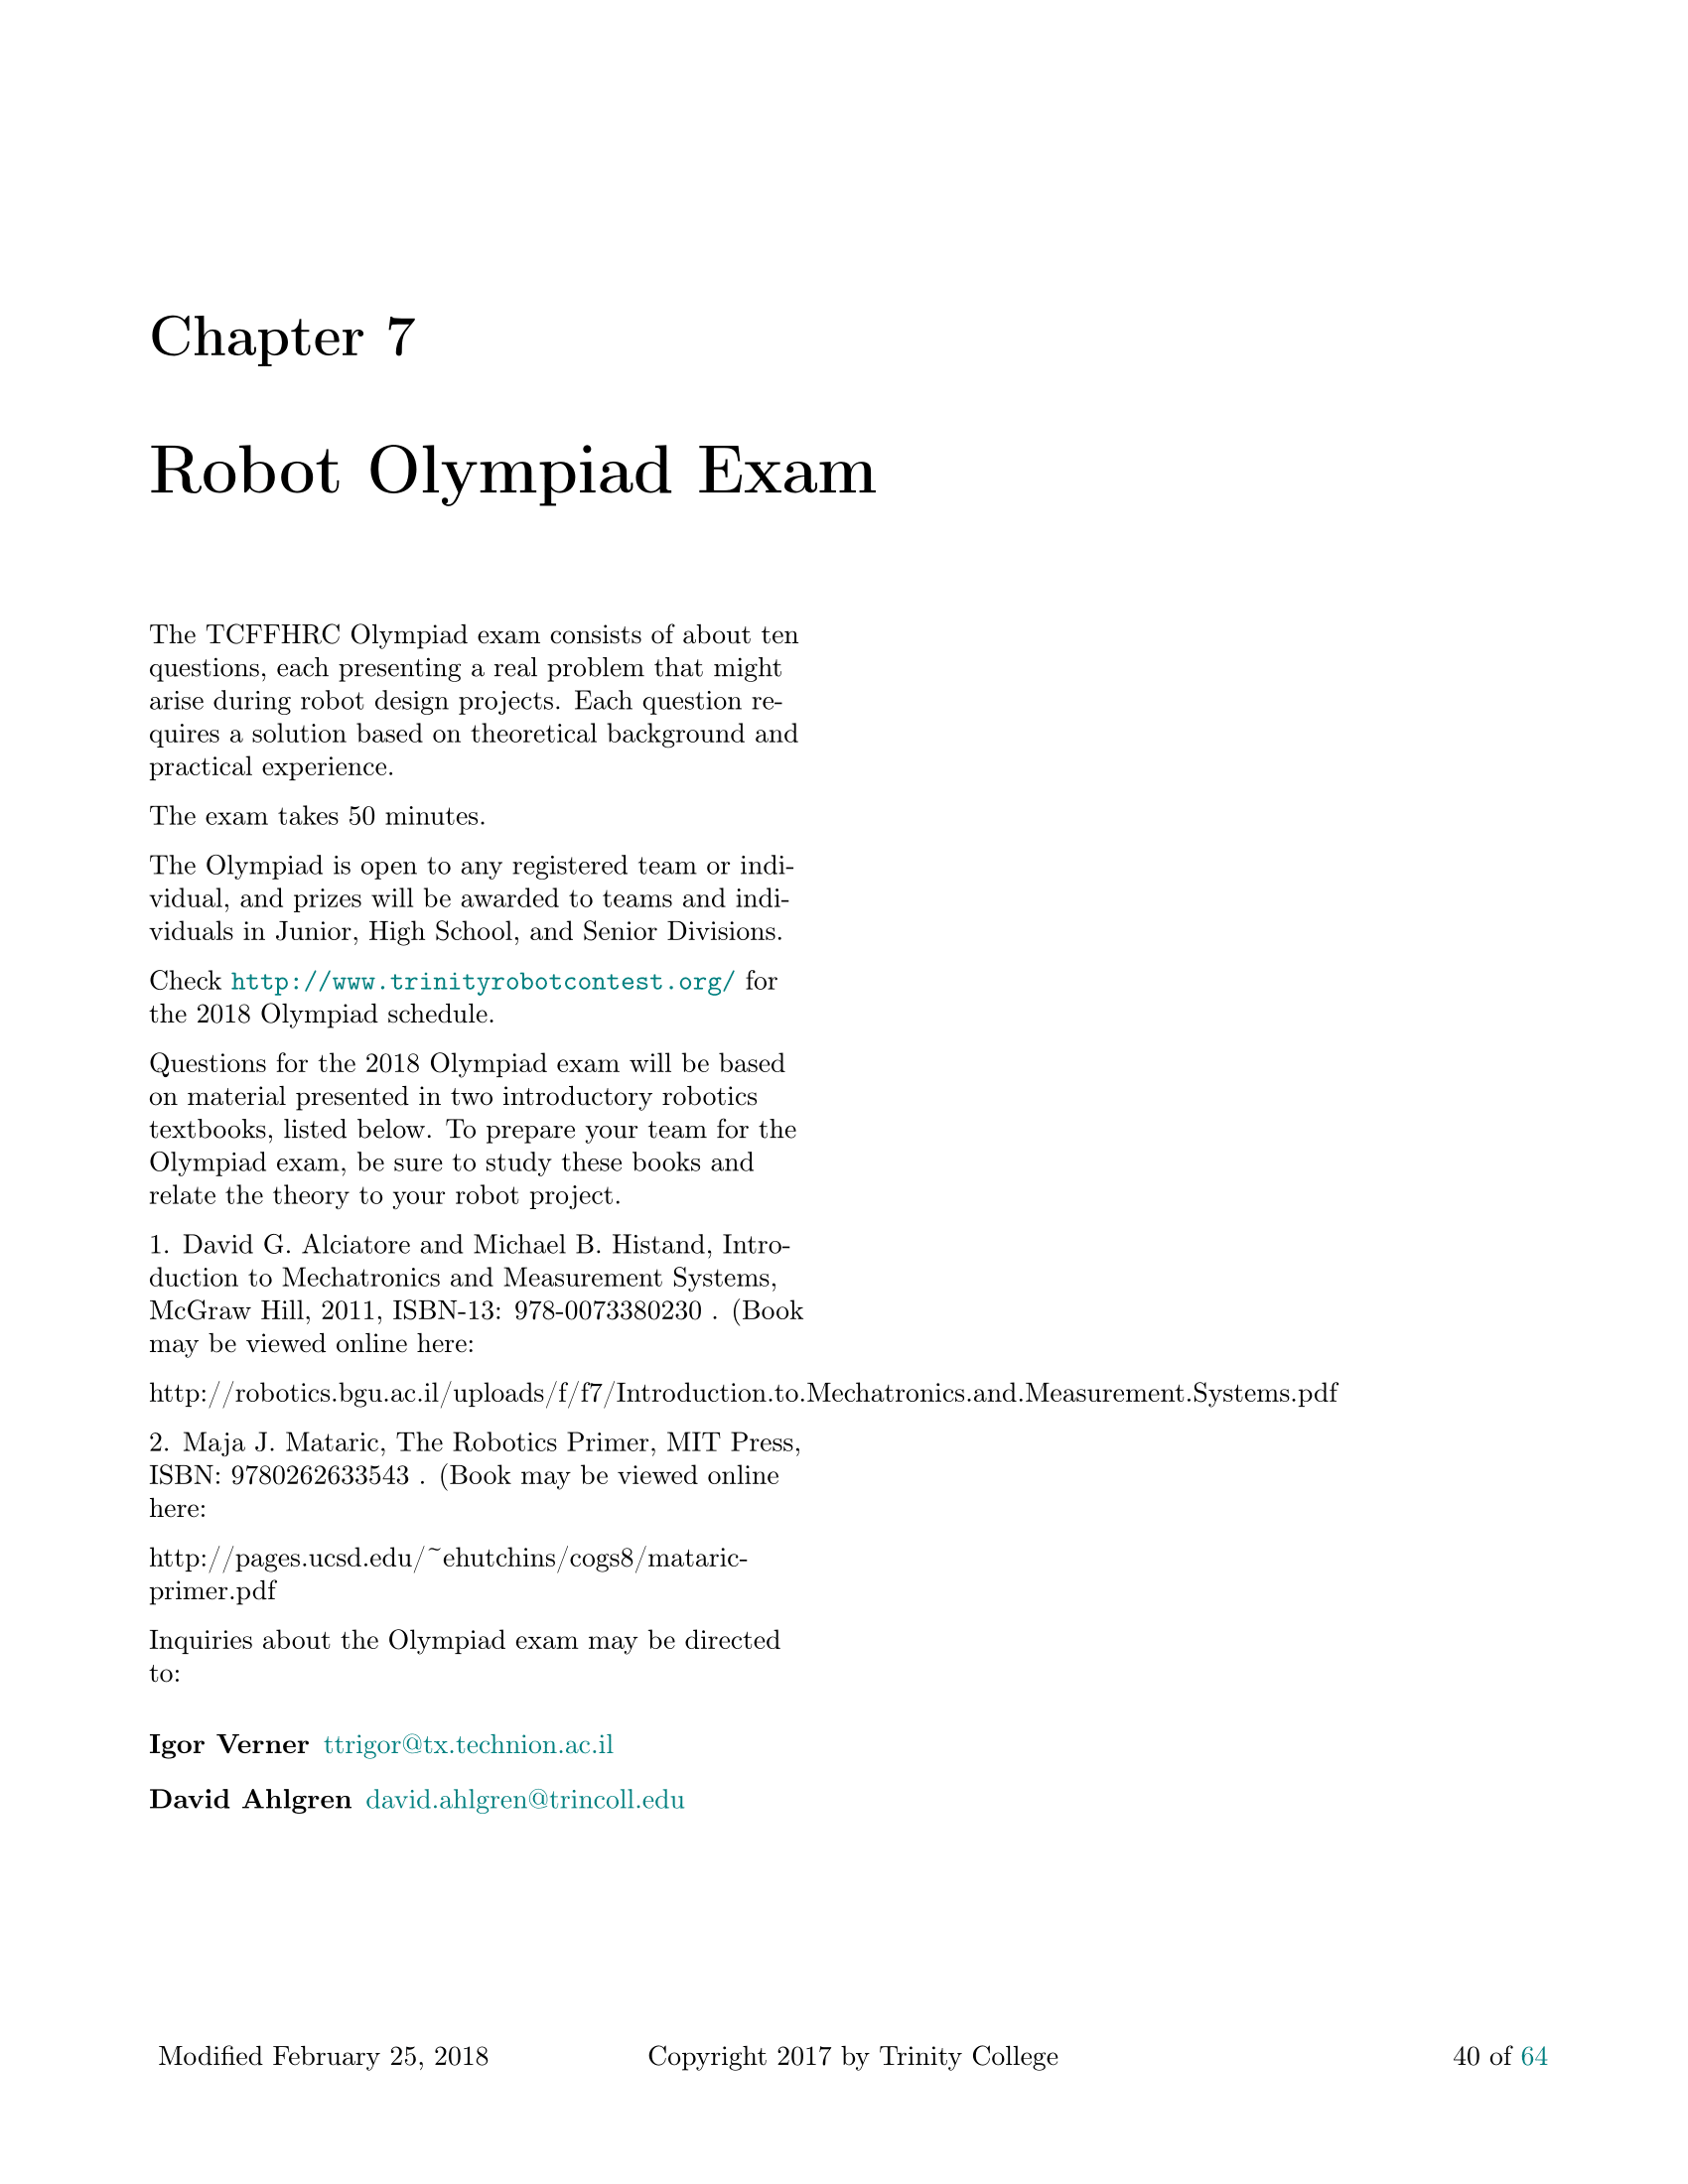 Chapter 7
Robot Olympiad Exam
The TCFFHRC Olympiad exam consists of about ten
questions, each presenting a real problem that might
arise during robot design projects. Each question re-
quires a solution based on theoretical background and
practical experience.
The exam takes 50 minutes.
The Olympiad is open to any registered team or indi-
vidual, and prizes will be awarded to teams and indi-
viduals in Junior, High School, and Senior Divisions.
Check http://www.trinityrobotcontest.org/ for
the 2018 Olympiad schedule.
Questions for the 2018 Olympiad exam will be based
on material presented in two introductory robotics
textbooks, listed below. To prepare your team for the
Olympiad exam, be sure to study these books and
relate the theory to your robot project.
1. David G. Alciatore and Michael B. Histand, Intro-
duction to Mechatronics and Measurement Systems,
McGraw Hill, 2011, ISBN-13: 978-0073380230 . (Book
may be viewed online here:
http://robotics.bgu.ac.il/uploads/f/f7/Introduction.to.Mechatronics.and.Measurement.Systems.pdf
2. Maja J. Mataric, The Robotics Primer, MIT Press,
ISBN: 9780262633543 . (Book may be viewed online
here:
http://pages.ucsd.edu/~ehutchins/cogs8/mataric-
primer.pdf
Inquiries about the Olympiad exam may be directed
to:
Igor Verner ttrigor@tx.technion.ac.il
David Ahlgren david.ahlgren@trincoll.edu
Modified February 25, 2018 Copyright 2017 by Trinity College 40 of 64